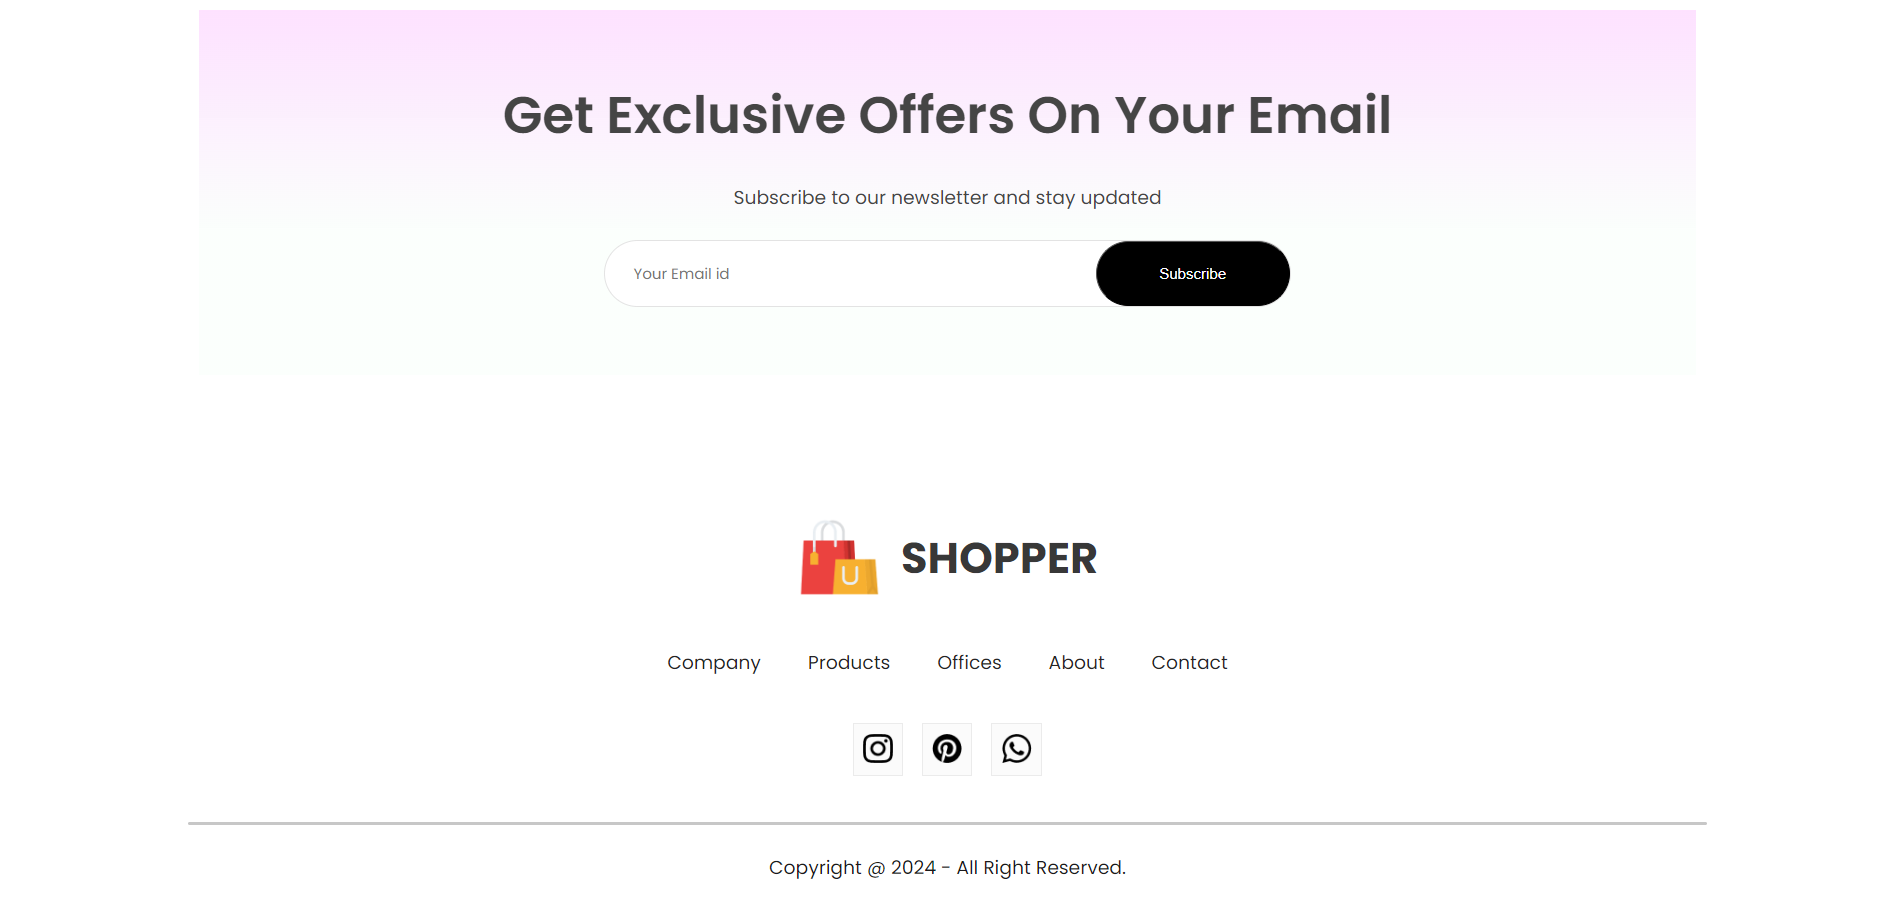 Get Exclusive Offers On Your Email
Subscribe to our newsletter and stay updated
Your Email id Subscribe
U SHOPPER
Company Products Offices About Contact
Copyright @ 2024 - All Right Reserved.